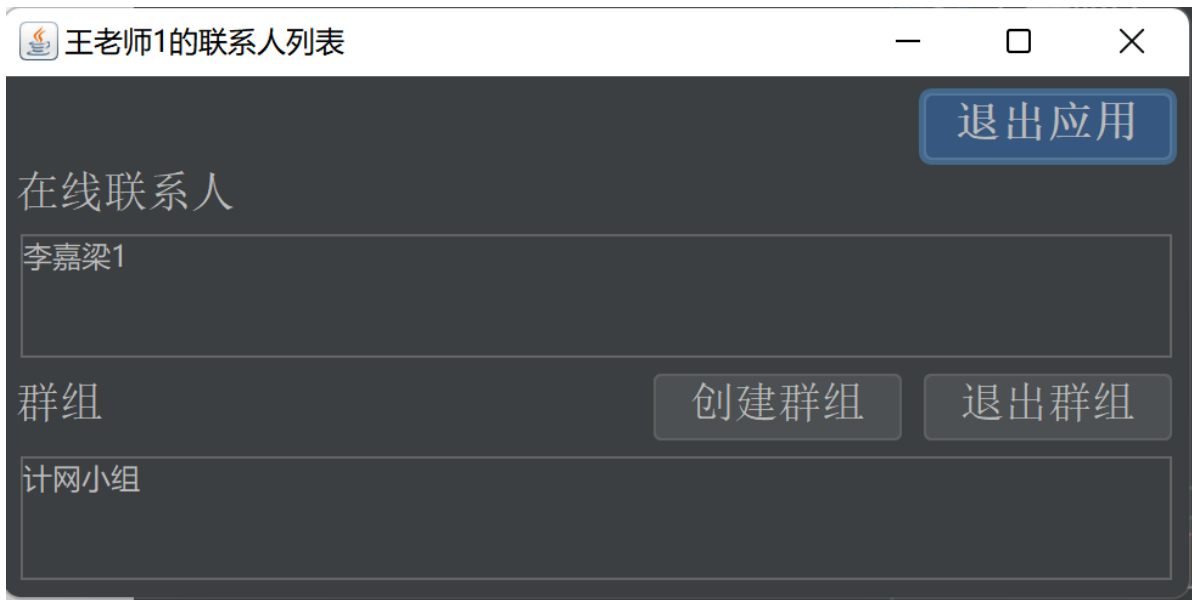 王老师1的联系人列表
退出应用
在线联系人
李嘉梁1
群组 创建群组 退出群组
计网小组